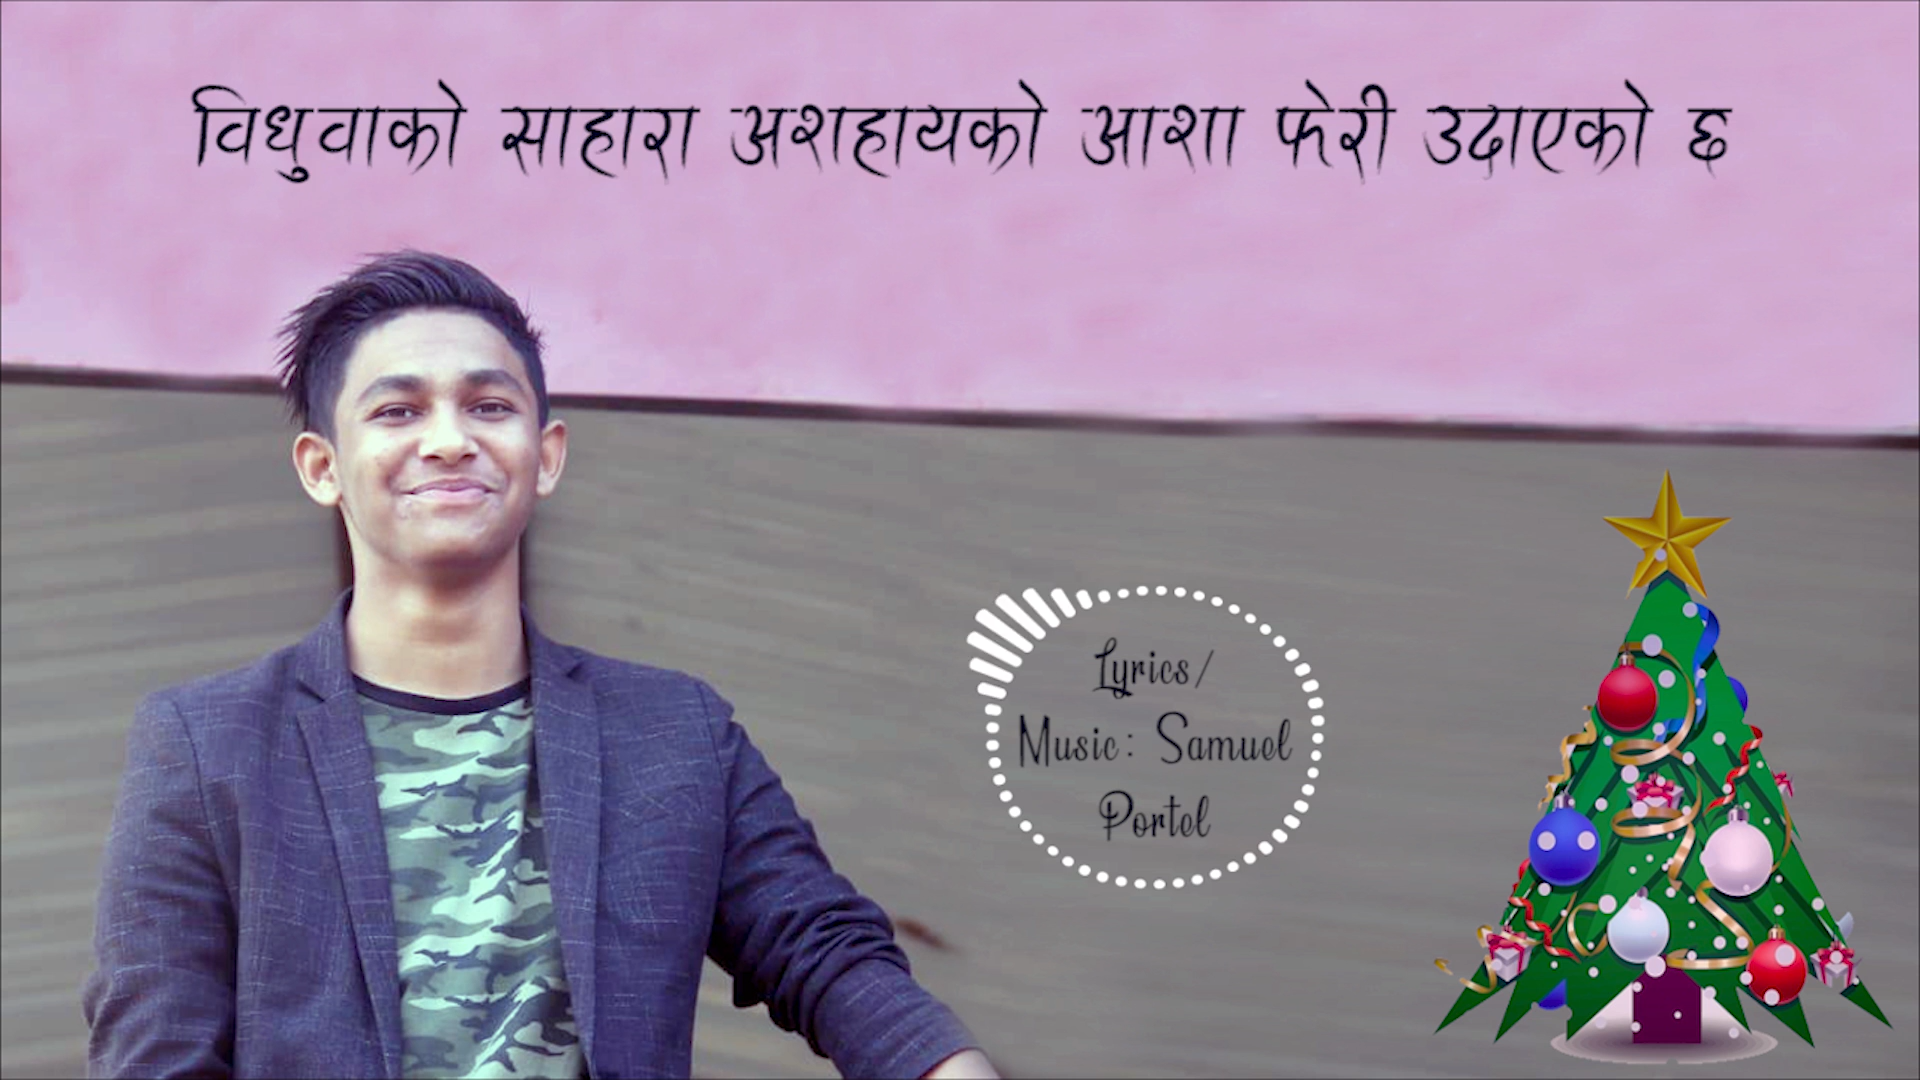 विधुवाको साहारा अशहायको आशा फेरी उदाएको छ
Lyrics/
Music: Samuel
Portel